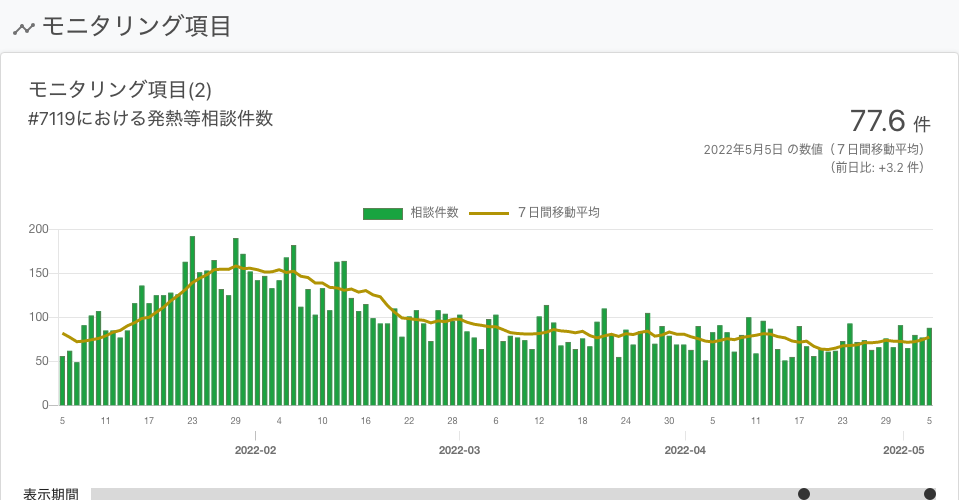 モニタリング項目
モニタリング項目(2)
#7119における発熱等相談件数
77.6 件
2022年5月5日 の数値（７日間移動平均）
（前日比: +3.2 件）
相談件数 ７日間移動平均
200
150
100
50
0
5 11 17 23 29 4 10 16 22 28 6 12 18 24 30 5 11 17 23 29 5
2022-02 2022-03 2022-04 2022-05
表示期間